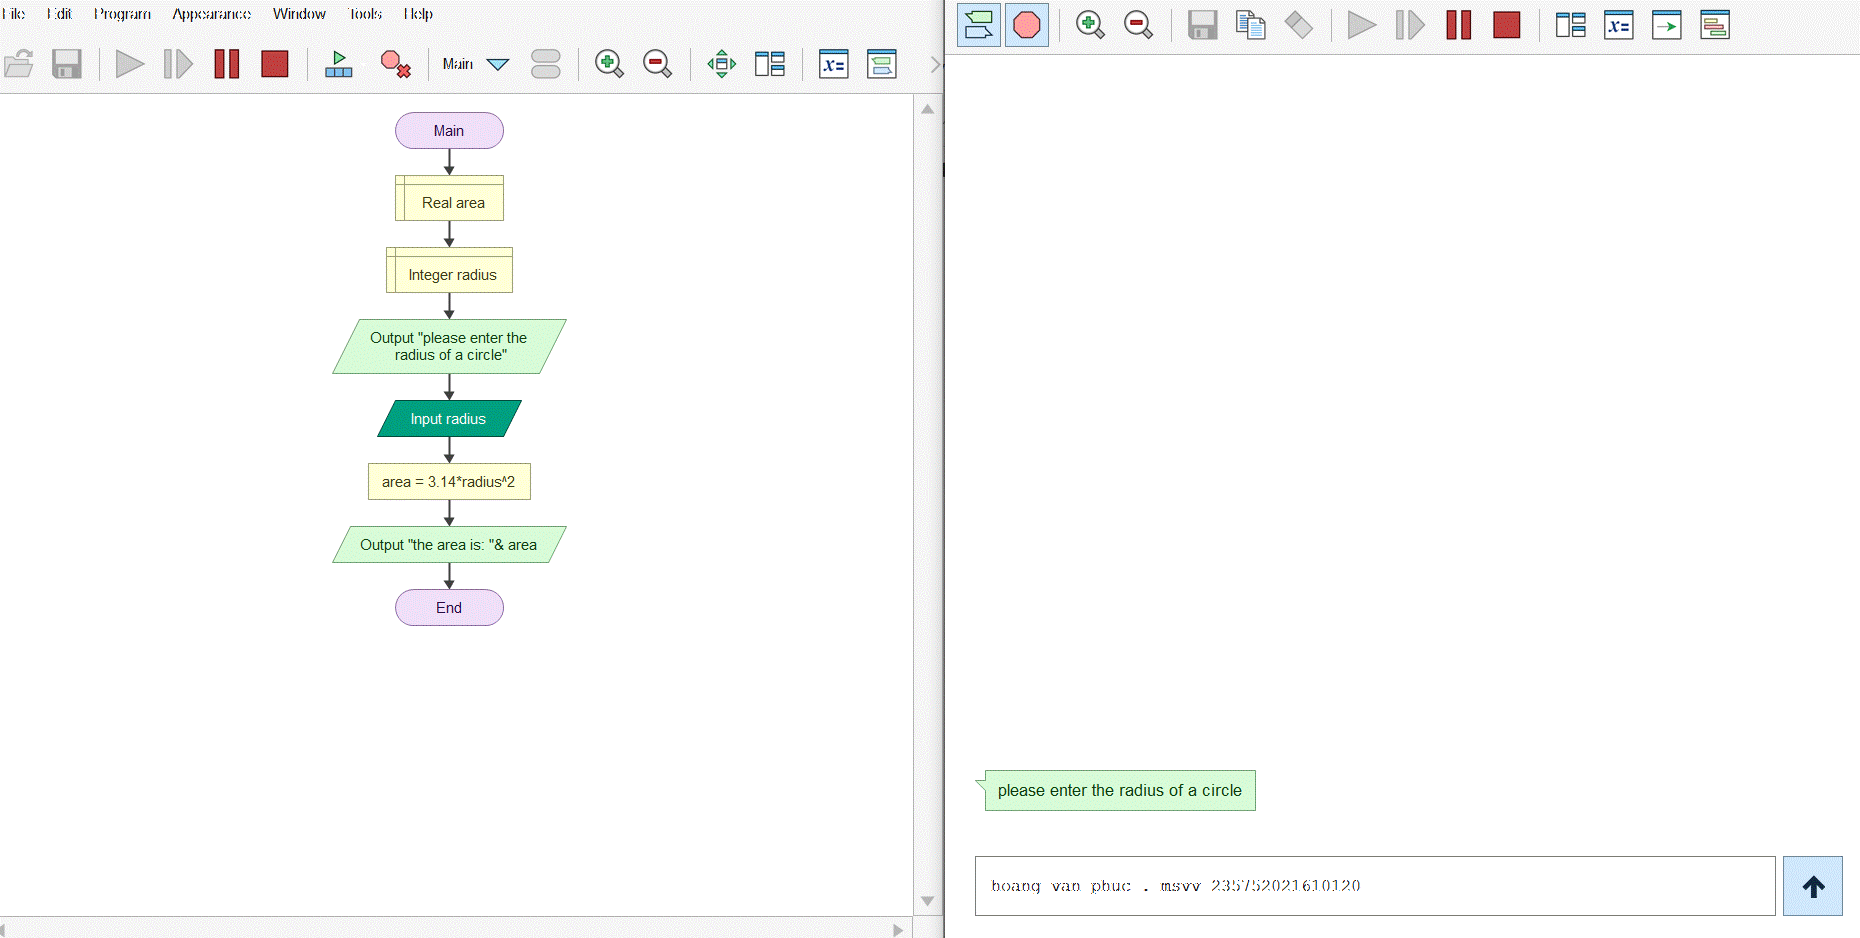 File Edit Program Appearance Window Tools Help
Main
x=
x=
Main
Real area
Integer radius
Output "please enter the
radius of a circle"
Input radius
area = 3.14*radius^2
Output "the area is: "& area
End
please enter the radius of a circle
hoang van phuc . msvv 235752021610120